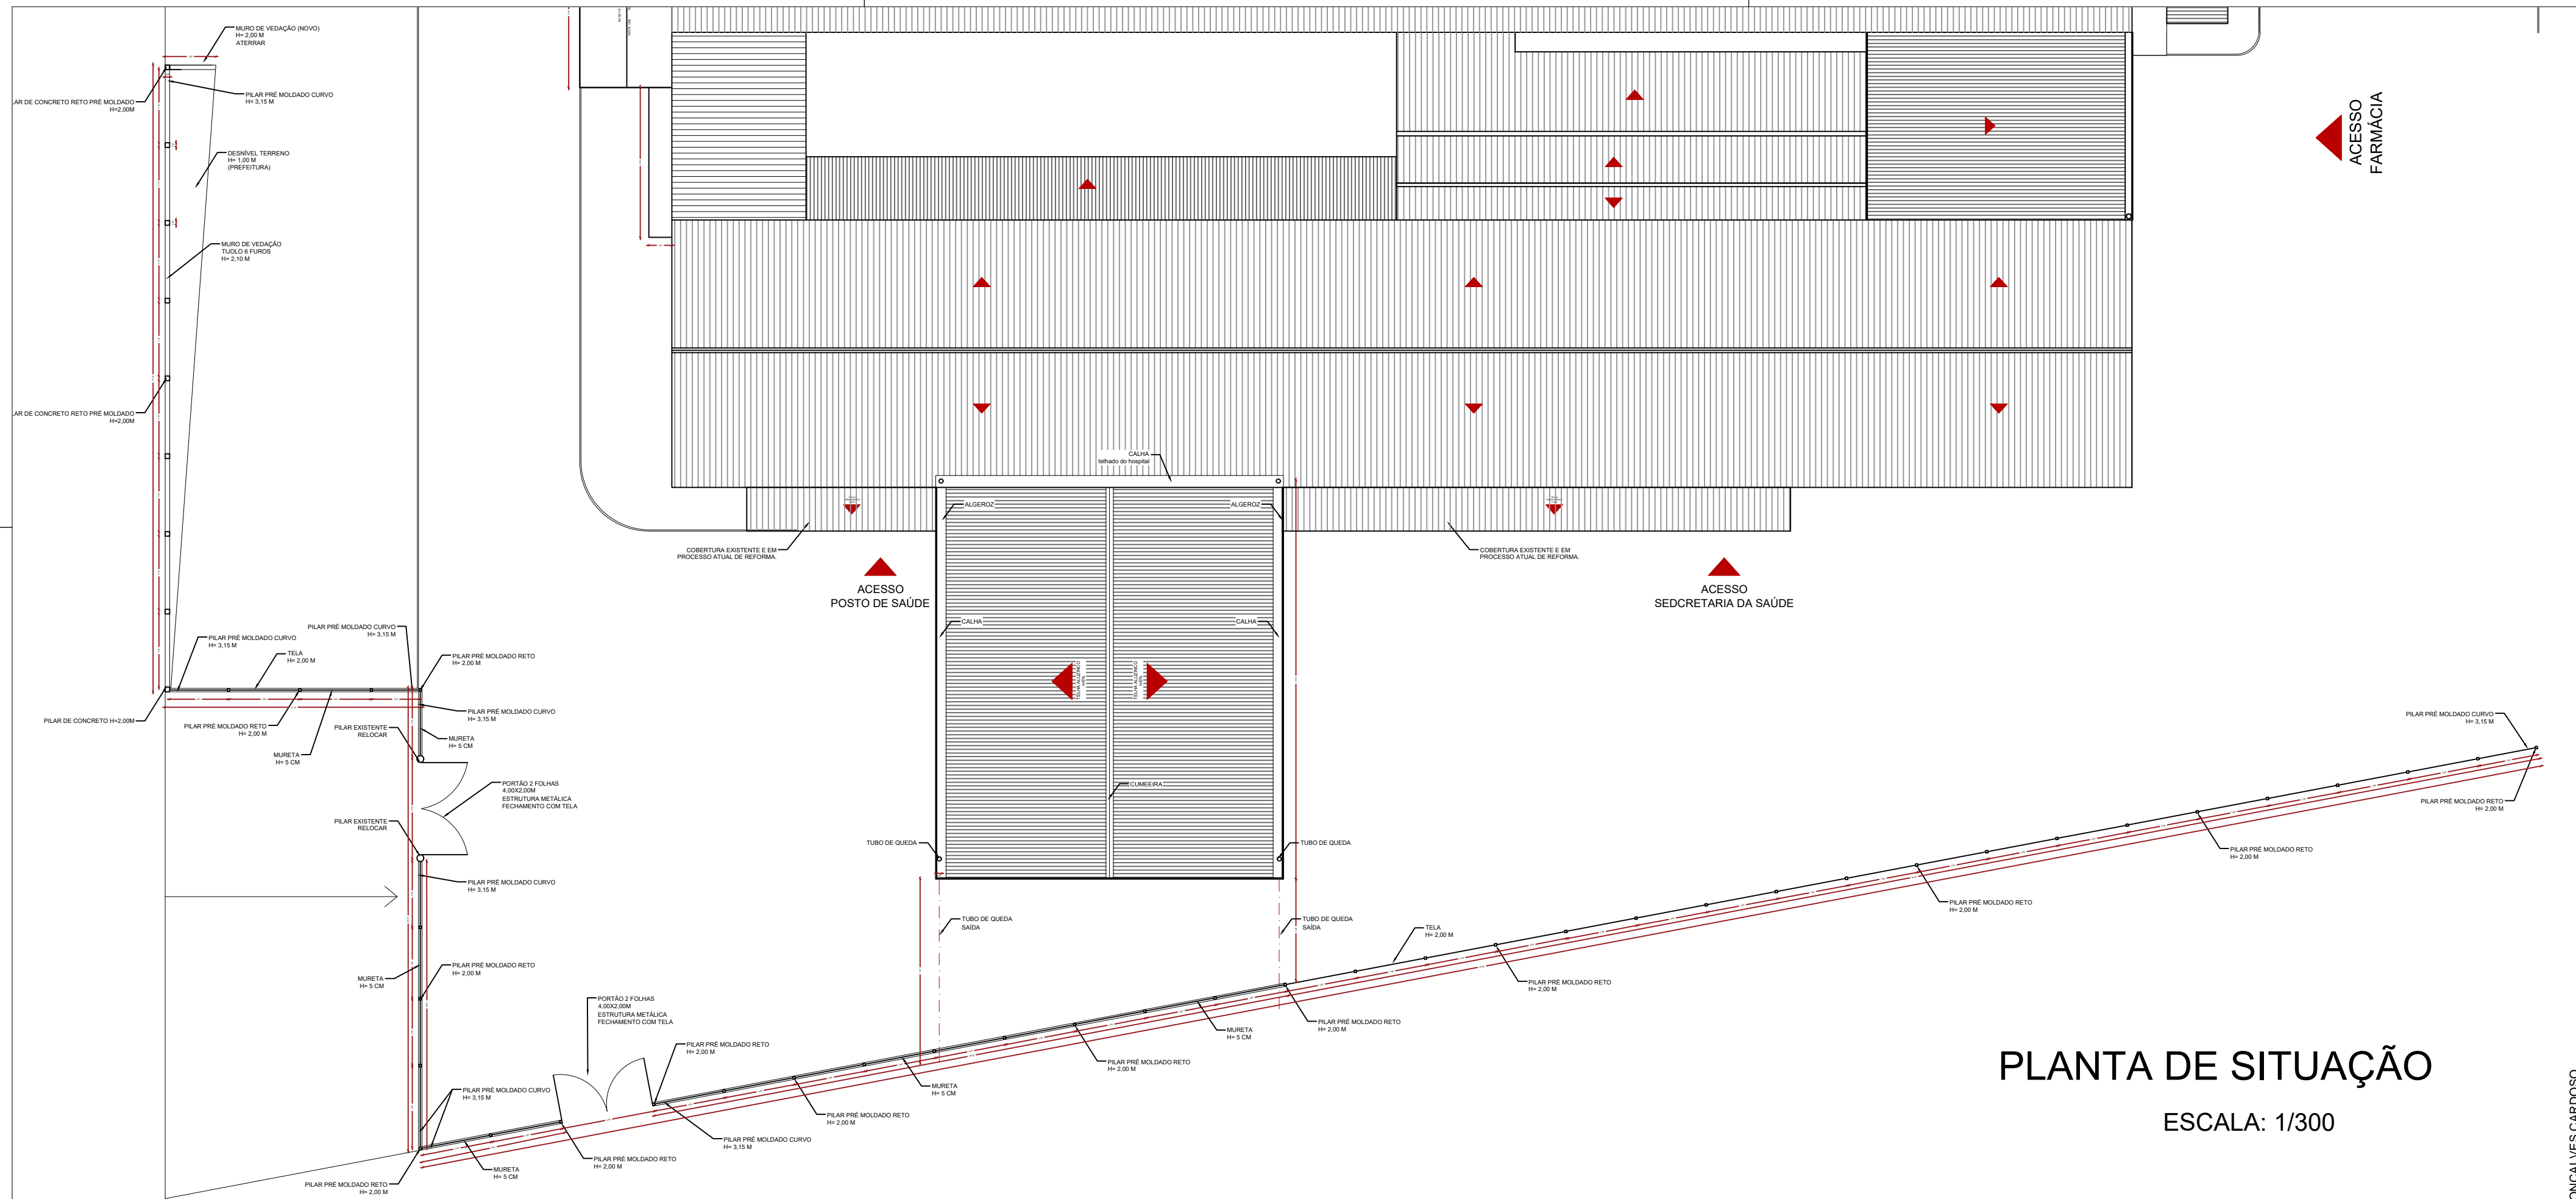 MURO DE VEDAÇÃO (NOVO)
H= 2,00 M
ATERRAR
.AR DE CONCRETO RETO PRÉ MOLDADO
H=2,00M
PILAR PRÉ MOLDADO CURVO
H= 3,15 M
DESNÍVEL TERRENO
H= 1,00 M
(PREFEITURA)
MURO DE VEDAÇÃO
TIJOLO 6 FUROS
H= 2,10 M
.AR DE CONCRETO RETO PRÉ MOLDADO
H=2,00M
ACESSO
FARMÁCIA
CALHA
telhado do hospital
ALGEROZ
ALGEROZ
COBERTURA EXISTENTE E EM
PROCESSO ATUAL DE REFORMA.
COBERTURA EXISTENTE E EM
PROCESSO ATUAL DE REFORMA.
ACESSO
POSTO DE SAÚDE
ACESSO
SEDCRETARIA DA SAÚDE
CALHA
CALHA
TELHA ALUZINCO
TELHA ALUZINCO
CUMEEIRA
PILAR PRÉ MOLDADO CURVO
H= 3,15 M
PILAR PRÉ MOLDADO CURVO
H= 3,15 M
TELA
H= 2,00 M
PILAR PRÉ MOLDADO RETO
H= 2,00 M
PILAR DE CONCRETO H=2,00M
PILAR PRÉ MOLDADO RETO
H= 2,00 M
MURETA
H= 5 CM
PILAR EXISTENTE
RELOCAR
PILAR PRÉ MOLDADO CURVO
H= 3,15 M
MURETA
H= 5 CM
PORTÃO 2 FOLHAS
4,00X2,00M
ESTRUTURA METÁLICA
FECHAMENTO COM TELA
PILAR EXISTENTE
RELOCAR
PILAR PRÉ MOLDADO CURVO
H= 3,15 M
TUBO DE QUEDA
TUBO DE QUEDA
TUBO DE QUEDA
SAÍDA
TUBO DE QUEDA
SAÍDA
MURETA
H= 5 CM
PILAR PRÉ MOLDADO RETO
H= 2,00 M
PORTÃO 2 FOLHAS
4,00X2,00M
ESTRUTURA METÁLICA
FECHAMENTO COM TELA
PILAR PRÉ MOLDADO RETO
H= 2,00 M
PILAR PRÉ MOLDADO CURVO
H= 3,15 M
PILAR PRÉ MOLDADO RETO
H= 2,00 M
MURETA
H= 5 CM
PILAR PRÉ MOLDADO RETO
H= 2,00 M
PILAR PRÉ MOLDADO CURVO
H= 3,15 M
PILAR PRÉ MOLDADO RETO
H= 2,00 M
MURETA
H= 5 CM
PILAR PRÉ MOLDADO RETO
H= 2,00 M
MURETA
H= 5 CM
PILAR PRÉ MOLDADO RETO
H= 2,00 M
TELA
H= 2,00 M
PILAR PRÉ MOLDADO RETO
H= 2,00 M
PILAR PRÉ MOLDADO RETO
H= 2,00 M
PILAR PRÉ MOLDADO RETO
H= 2,00 M
PILAR PRÉ MOLDADO CURVO
H= 3,15 M
PILAR PRÉ MOLDADO RETO
H= 2,00 M
PLANTA DE SITUAÇÃO
ESCALA: 1/300
ONÇALVES CARDOSO